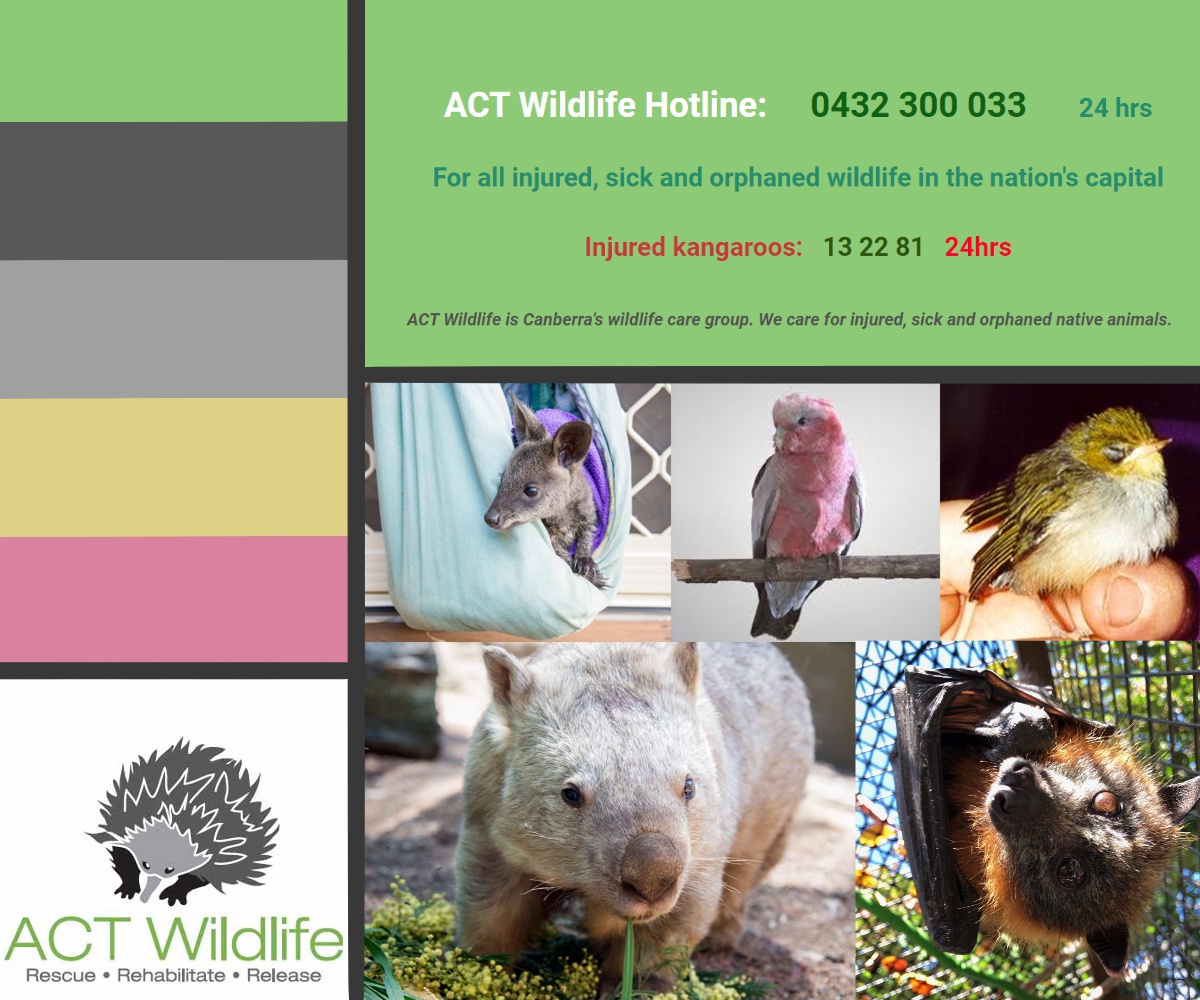 ACT Wildlife Hotline: 0432 300 033 24 hrs
For all injured, sick and orphaned wildlife in the nation's capital
Injured kangaroos: 13 22 81 24hrs
ACT Wildlife is Canberra's wildlife care group. We care for injured, sick and orphaned native animals.
ACT Wildlife
Rescue • Rehabilitate • Release